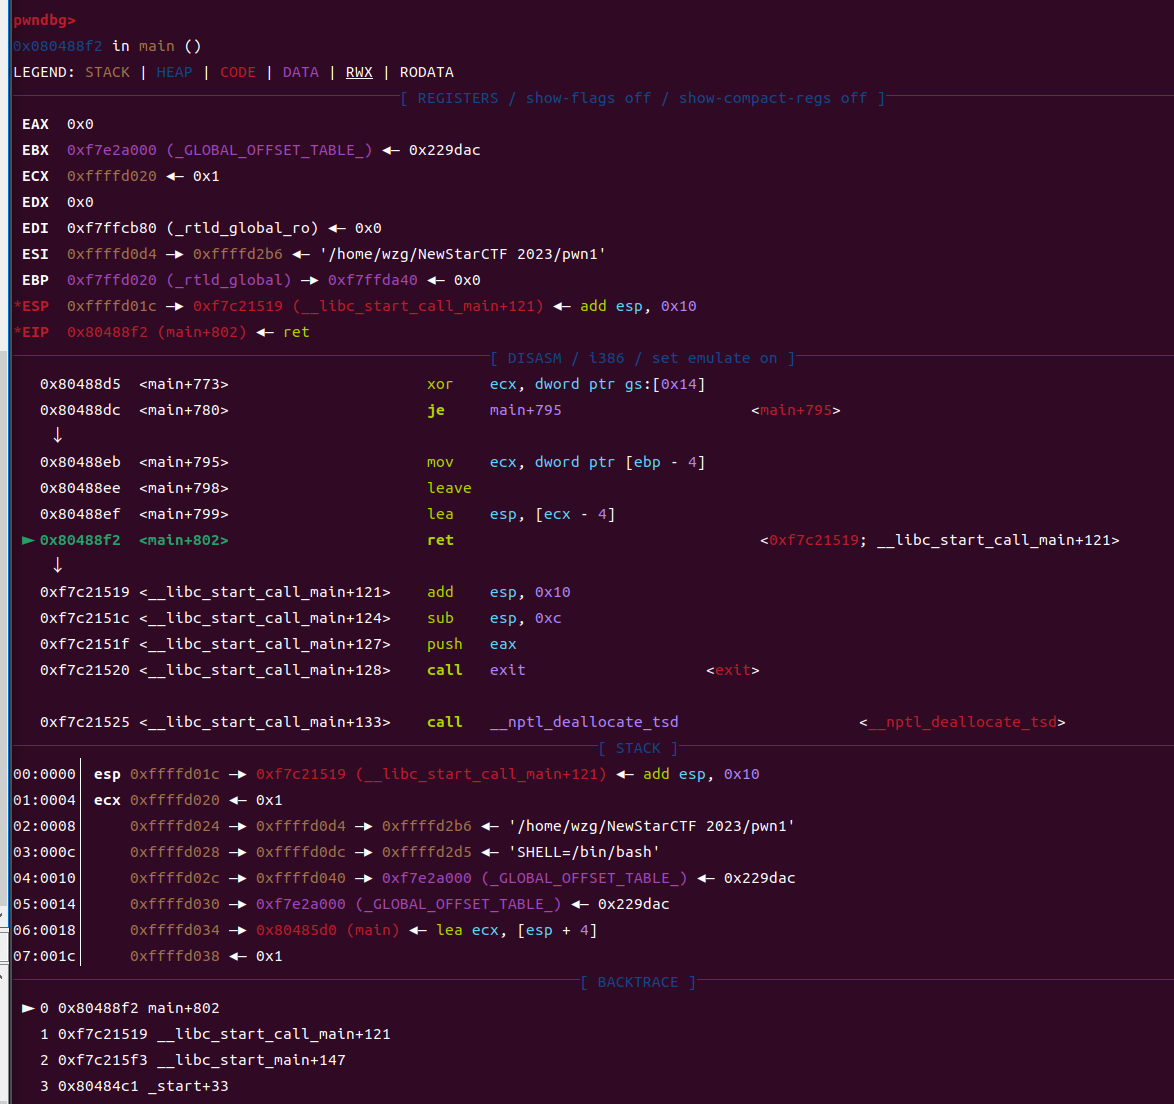 pwndbg>
0x080488f2 in main ()
LEGEND: STACK | HEAP | CODE | DATA | RWX | RODATA
[ REGISTERS / show-flags off / show-compact-regs off ]
EAX  0x0
EBX  0xf7e2a000 (_GLOBAL_OFFSET_TABLE_) ◂— 0x229dac
ECX  0xffffd020 ◂— 0x1
EDX  0x0
EDI  0xf7ffcb80 (_rtld_global_ro) ◂— 0x0
ESI  0xffffd0d4 —▸ 0xffffd2b6 ◂— '/home/wzg/NewStarCTF 2023/pwn1'
EBP  0xf7ffd020 (_rtld_global) —▸ 0xf7ffda40 ◂— 0x0
*ESP  0xffffd01c —▸ 0xf7c21519 (__libc_start_call_main+121) ◂— add esp, 0x10
*EIP  0x80488f2 (main+802) ◂— ret
[ DISASM / i386 / set emulate on ]
0x80488d5  <main+773>    xor    ecx, dword ptr gs:[0x14]
0x80488dc  <main+780>    je     main+795    <main+795>
↓
0x80488eb  <main+795>    mov    ecx, dword ptr [ebp - 4]
0x80488ee  <main+798>    leave
0x80488ef  <main+799>    lea    esp, [ecx - 4]
► 0x80488f2  <main+802>    ret    <0xf7c21519; __libc_start_call_main+121>
↓
0xf7c21519 <__libc_start_call_main+121>    add    esp, 0x10
0xf7c2151c <__libc_start_call_main+124>    sub    esp, 0xc
0xf7c2151f <__libc_start_call_main+127>    push   eax
0xf7c21520 <__libc_start_call_main+128>    call   exit    <exit>
0xf7c21525 <__libc_start_call_main+133>    call   __nptl_deallocate_tsd    <__nptl_deallocate_tsd>
[ STACK ]
00:0000│ esp 0xffffd01c —▸ 0xf7c21519 (__libc_start_call_main+121) ◂— add esp, 0x10
01:0004│ ecx 0xffffd020 ◂— 0x1
02:0008│     0xffffd024 —▸ 0xffffd0d4 —▸ 0xffffd2b6 ◂— '/home/wzg/NewStarCTF 2023/pwn1'
03:000c│     0xffffd028 —▸ 0xffffd0dc —▸ 0xffffd2d5 ◂— 'SHELL=/bin/bash'
04:0010│     0xffffd02c —▸ 0xffffd040 —▸ 0xf7e2a000 (_GLOBAL_OFFSET_TABLE_) ◂— 0x229dac
05:0014│     0xffffd030 —▸ 0xf7e2a000 (_GLOBAL_OFFSET_TABLE_) ◂— 0x229dac
06:0018│     0xffffd034 —▸ 0x80485d0 (main) ◂— lea ecx, [esp + 4]
07:001c│     0xffffd038 ◂— 0x1
[ BACKTRACE ]
► 0 0x80488f2 main+802
1 0xf7c21519 __libc_start_call_main+121
2 0xf7c215f3 __libc_start_main+147
3 0x80484c1 _start+33